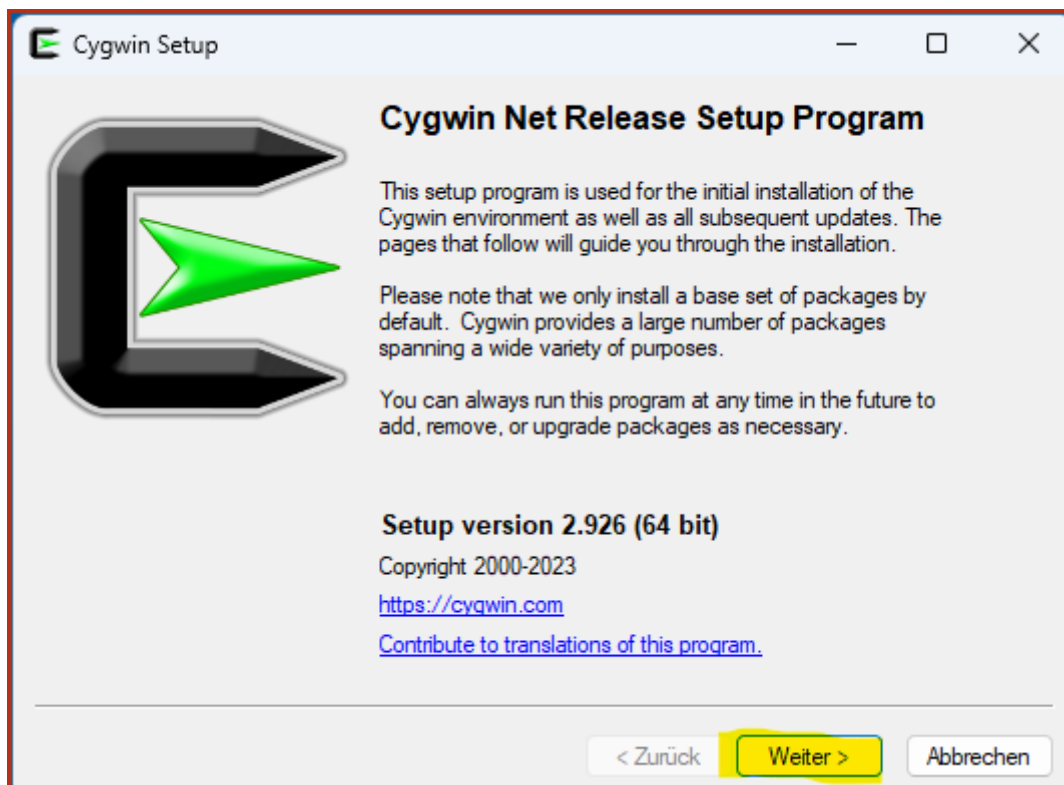 Cygwin Setup
Cygwin Net Release Setup Program
This setup program is used for the initial installation of the
Cygwin environment as well as all subsequent updates. The
pages that follow will guide you through the installation.
Please note that we only install a base set of packages by
default. Cygwin provides a large number of packages
spanning a wide variety of purposes.
You can always run this program at any time in the future to
add, remove, or upgrade packages as necessary.
Setup version 2.926 (64 bit)
Copyright 2000-2023
https://cygwin.com
Contribute to translations of this program.
< Zurück Weiter > Abbrechen